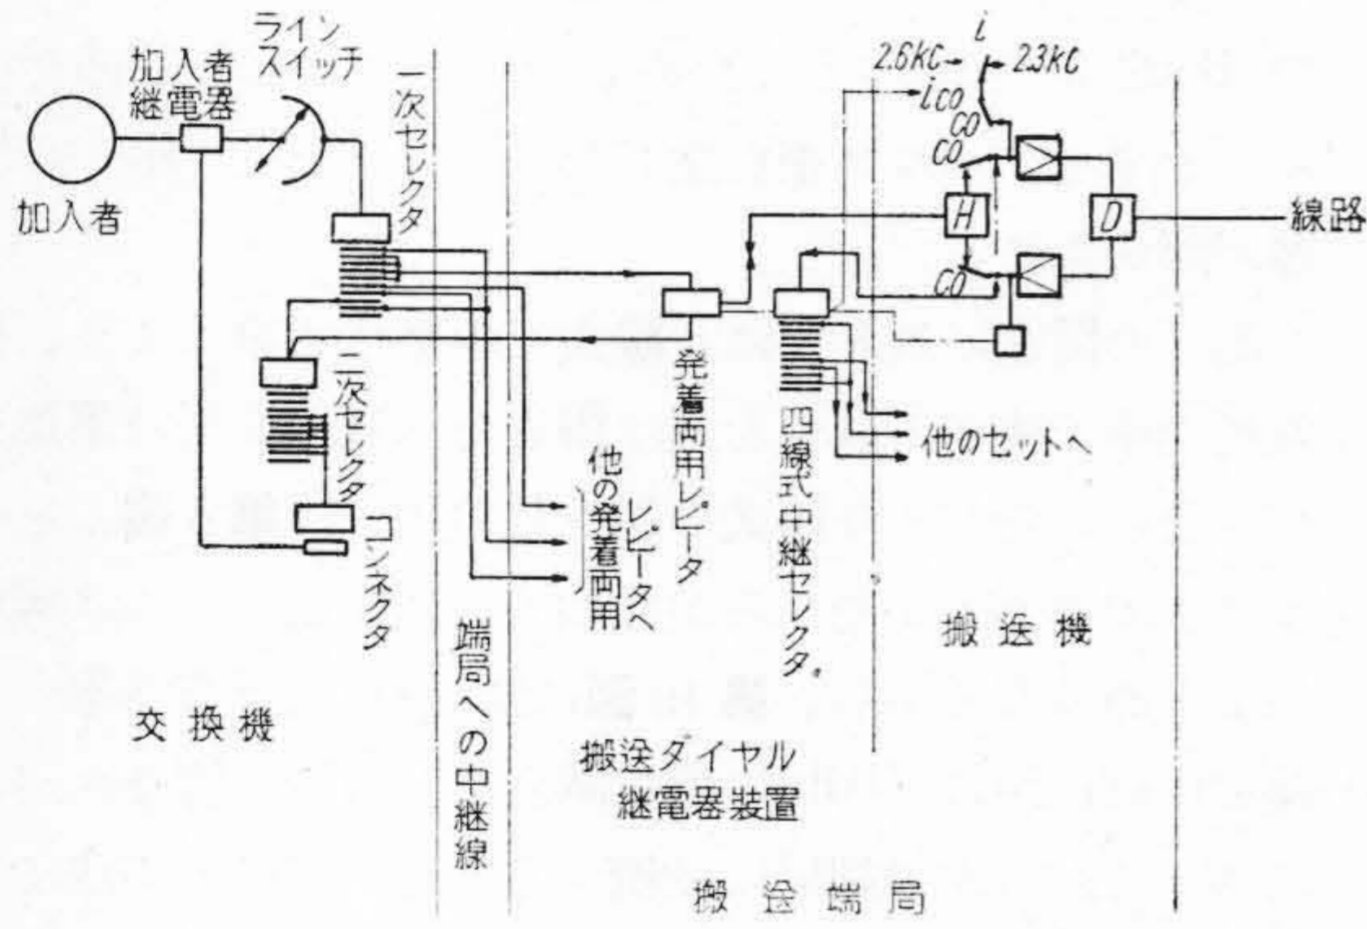 加入者
加入者
継電器
ライン
スイッチ
一次セレクタ
二次セレクタ
コンネクタ
交換機
端局への中継線
他の発着両用
レピータへ
発着両用レピータ
四線式中継セレクタ
搬送ダイヤル
継電器装置
搬送端局
i
2.6KC
2.3KC
ico
CO
CO
H
D
CO
線路
他のセットへ
搬送機